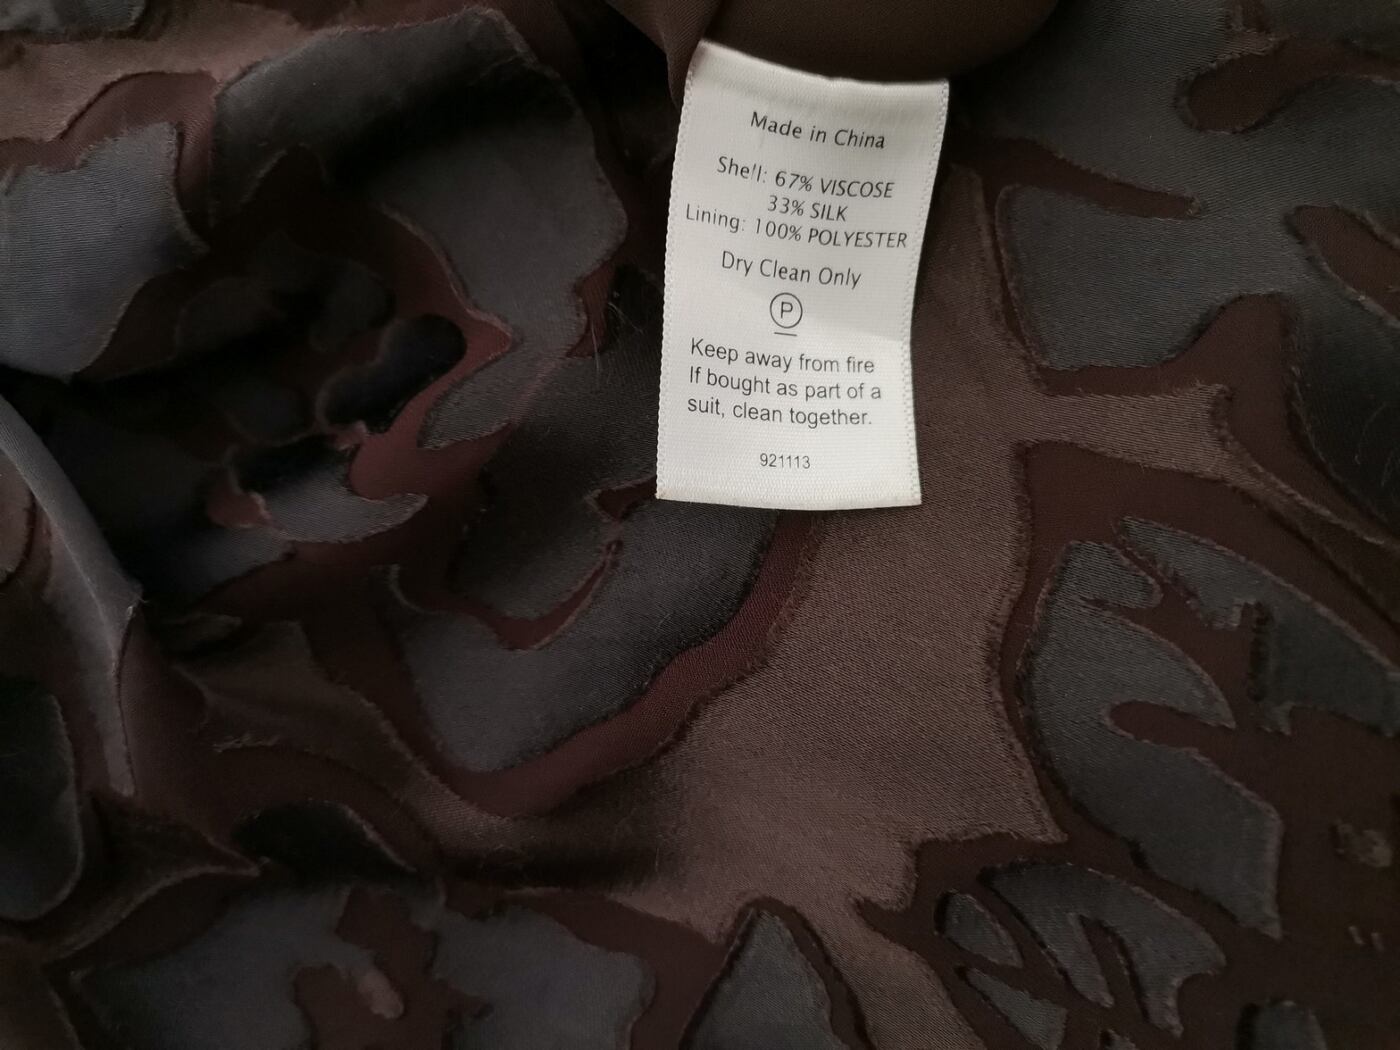 Made in China
Shell: 67% VISCOSE
33% SILK
Lining: 100% POLYESTER
Dry Clean Only
P
Keep away from fire
If bought as part of a
suit, clean together.
921113